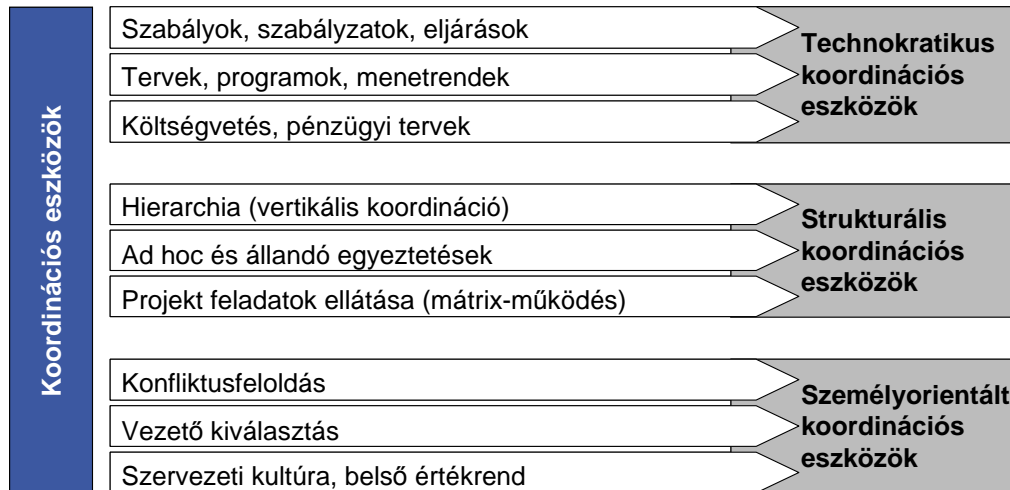 Koordinációs eszközök
Szabályok, szabályzatok, eljárások
Tervek, programok, menetrendek
Költségvetés, pénzügyi tervek
Technokratikus
koordinációs
eszközök
Hierarchia (vertikális koordináció)
Ad hoc és állandó egyeztetések
Projekt feladatok ellátása (mátrix-működés)
Strukturális
koordinációs
eszközök
Konfliktusfeloldás
Vezető kiválasztás
Szervezeti kultúra, belső értékrend
Személyorientált
koordinációs
eszközök